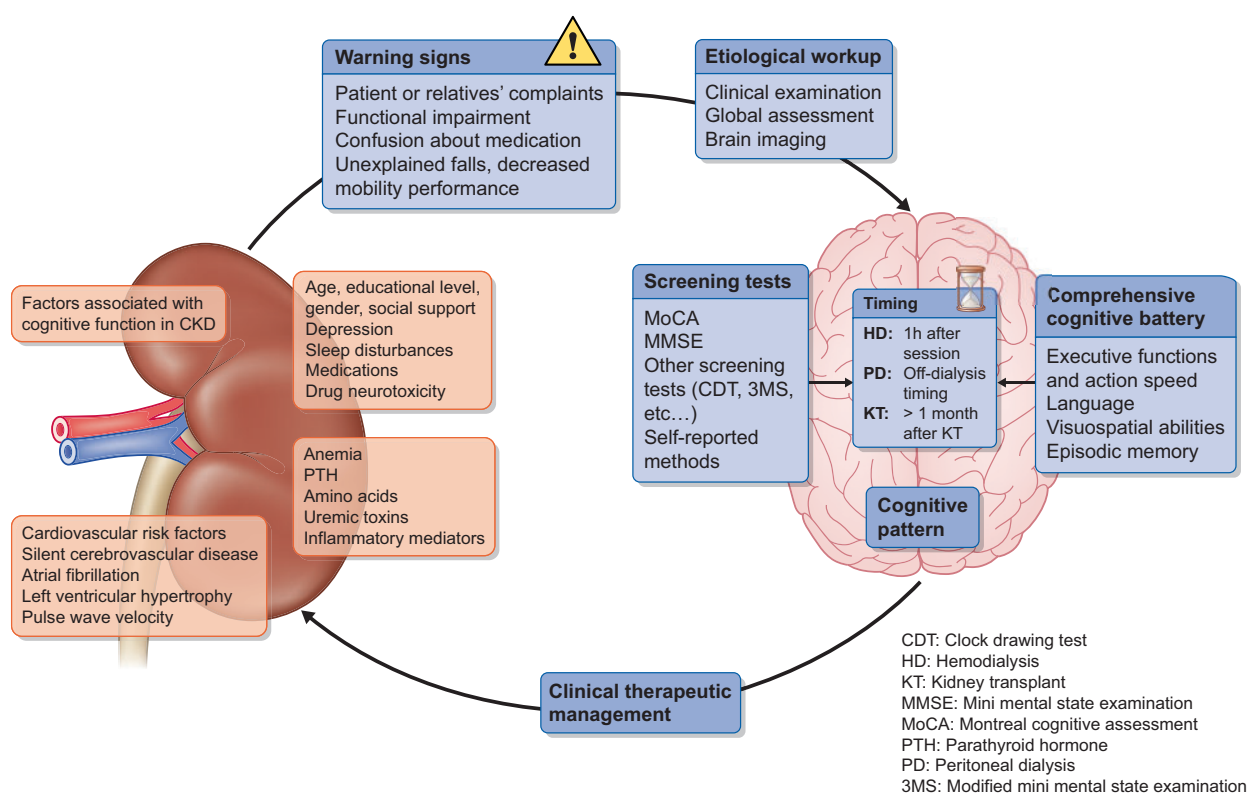 Warning signs
Patient or relatives' complaints
Functional impairment
Confusion about medication
Unexplained falls, decreased
mobility performance
Etiological workup
Clinical examination
Global assessment
Brain imaging
Factors associated with
cognitive function in CKD
Age, educational level,
gender, social support
Depression
Sleep disturbances
Medications
Drug neurotoxicity
Anemia
PTH
Amino acids
Uremic toxins
Inflammatory mediators
Cardiovascular risk factors
Silent cerebrovascular disease
Atrial fibrillation
Left ventricular hypertrophy
Pulse wave velocity
Screening tests
MoCA
MMSE
Other screening
tests (CDT, 3MS,
etc...)
Self-reported
methods
Timing
HD: 1h after
session
PD: Off-dialysis
timing
KT: > 1 month
after KT
Comprehensive
cognitive battery
Executive functions
and action speed
Language
Visuospatial abilities
Episodic memory
Cognitive
pattern
Clinical therapeutic
management
CDT: Clock drawing test
HD: Hemodialysis
KT: Kidney transplant
MMSE: Mini mental state examination
MoCA: Montreal cognitive assessment
PTH: Parathyroid hormone
PD: Peritoneal dialysis
3MS: Modified mini mental state examination